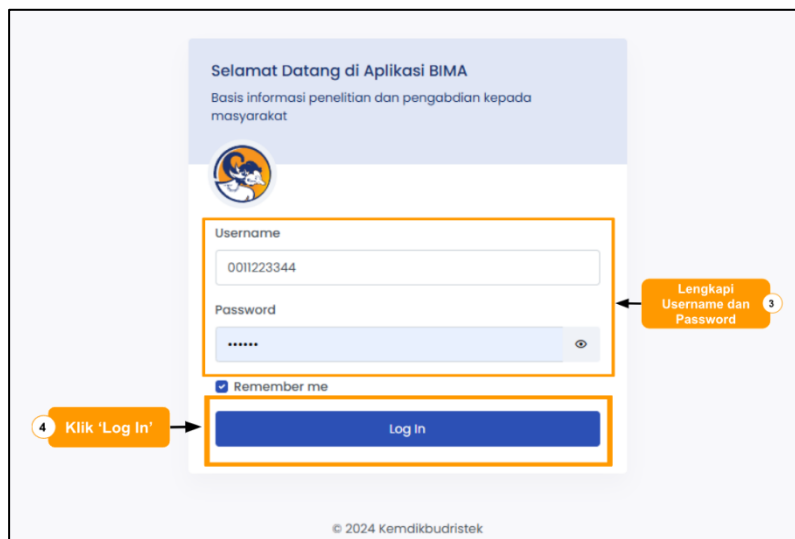 Selamat Datang di Aplikasi BIMA
Basis informasi penelitian dan pengabdian kepada
masyarakat
Username
0011223344
Lengkapi
Username dan
Password
3
Password
••••••
Remember me
4
Klik ‘Log In’
Log In
© 2024 Kemdikbudristek